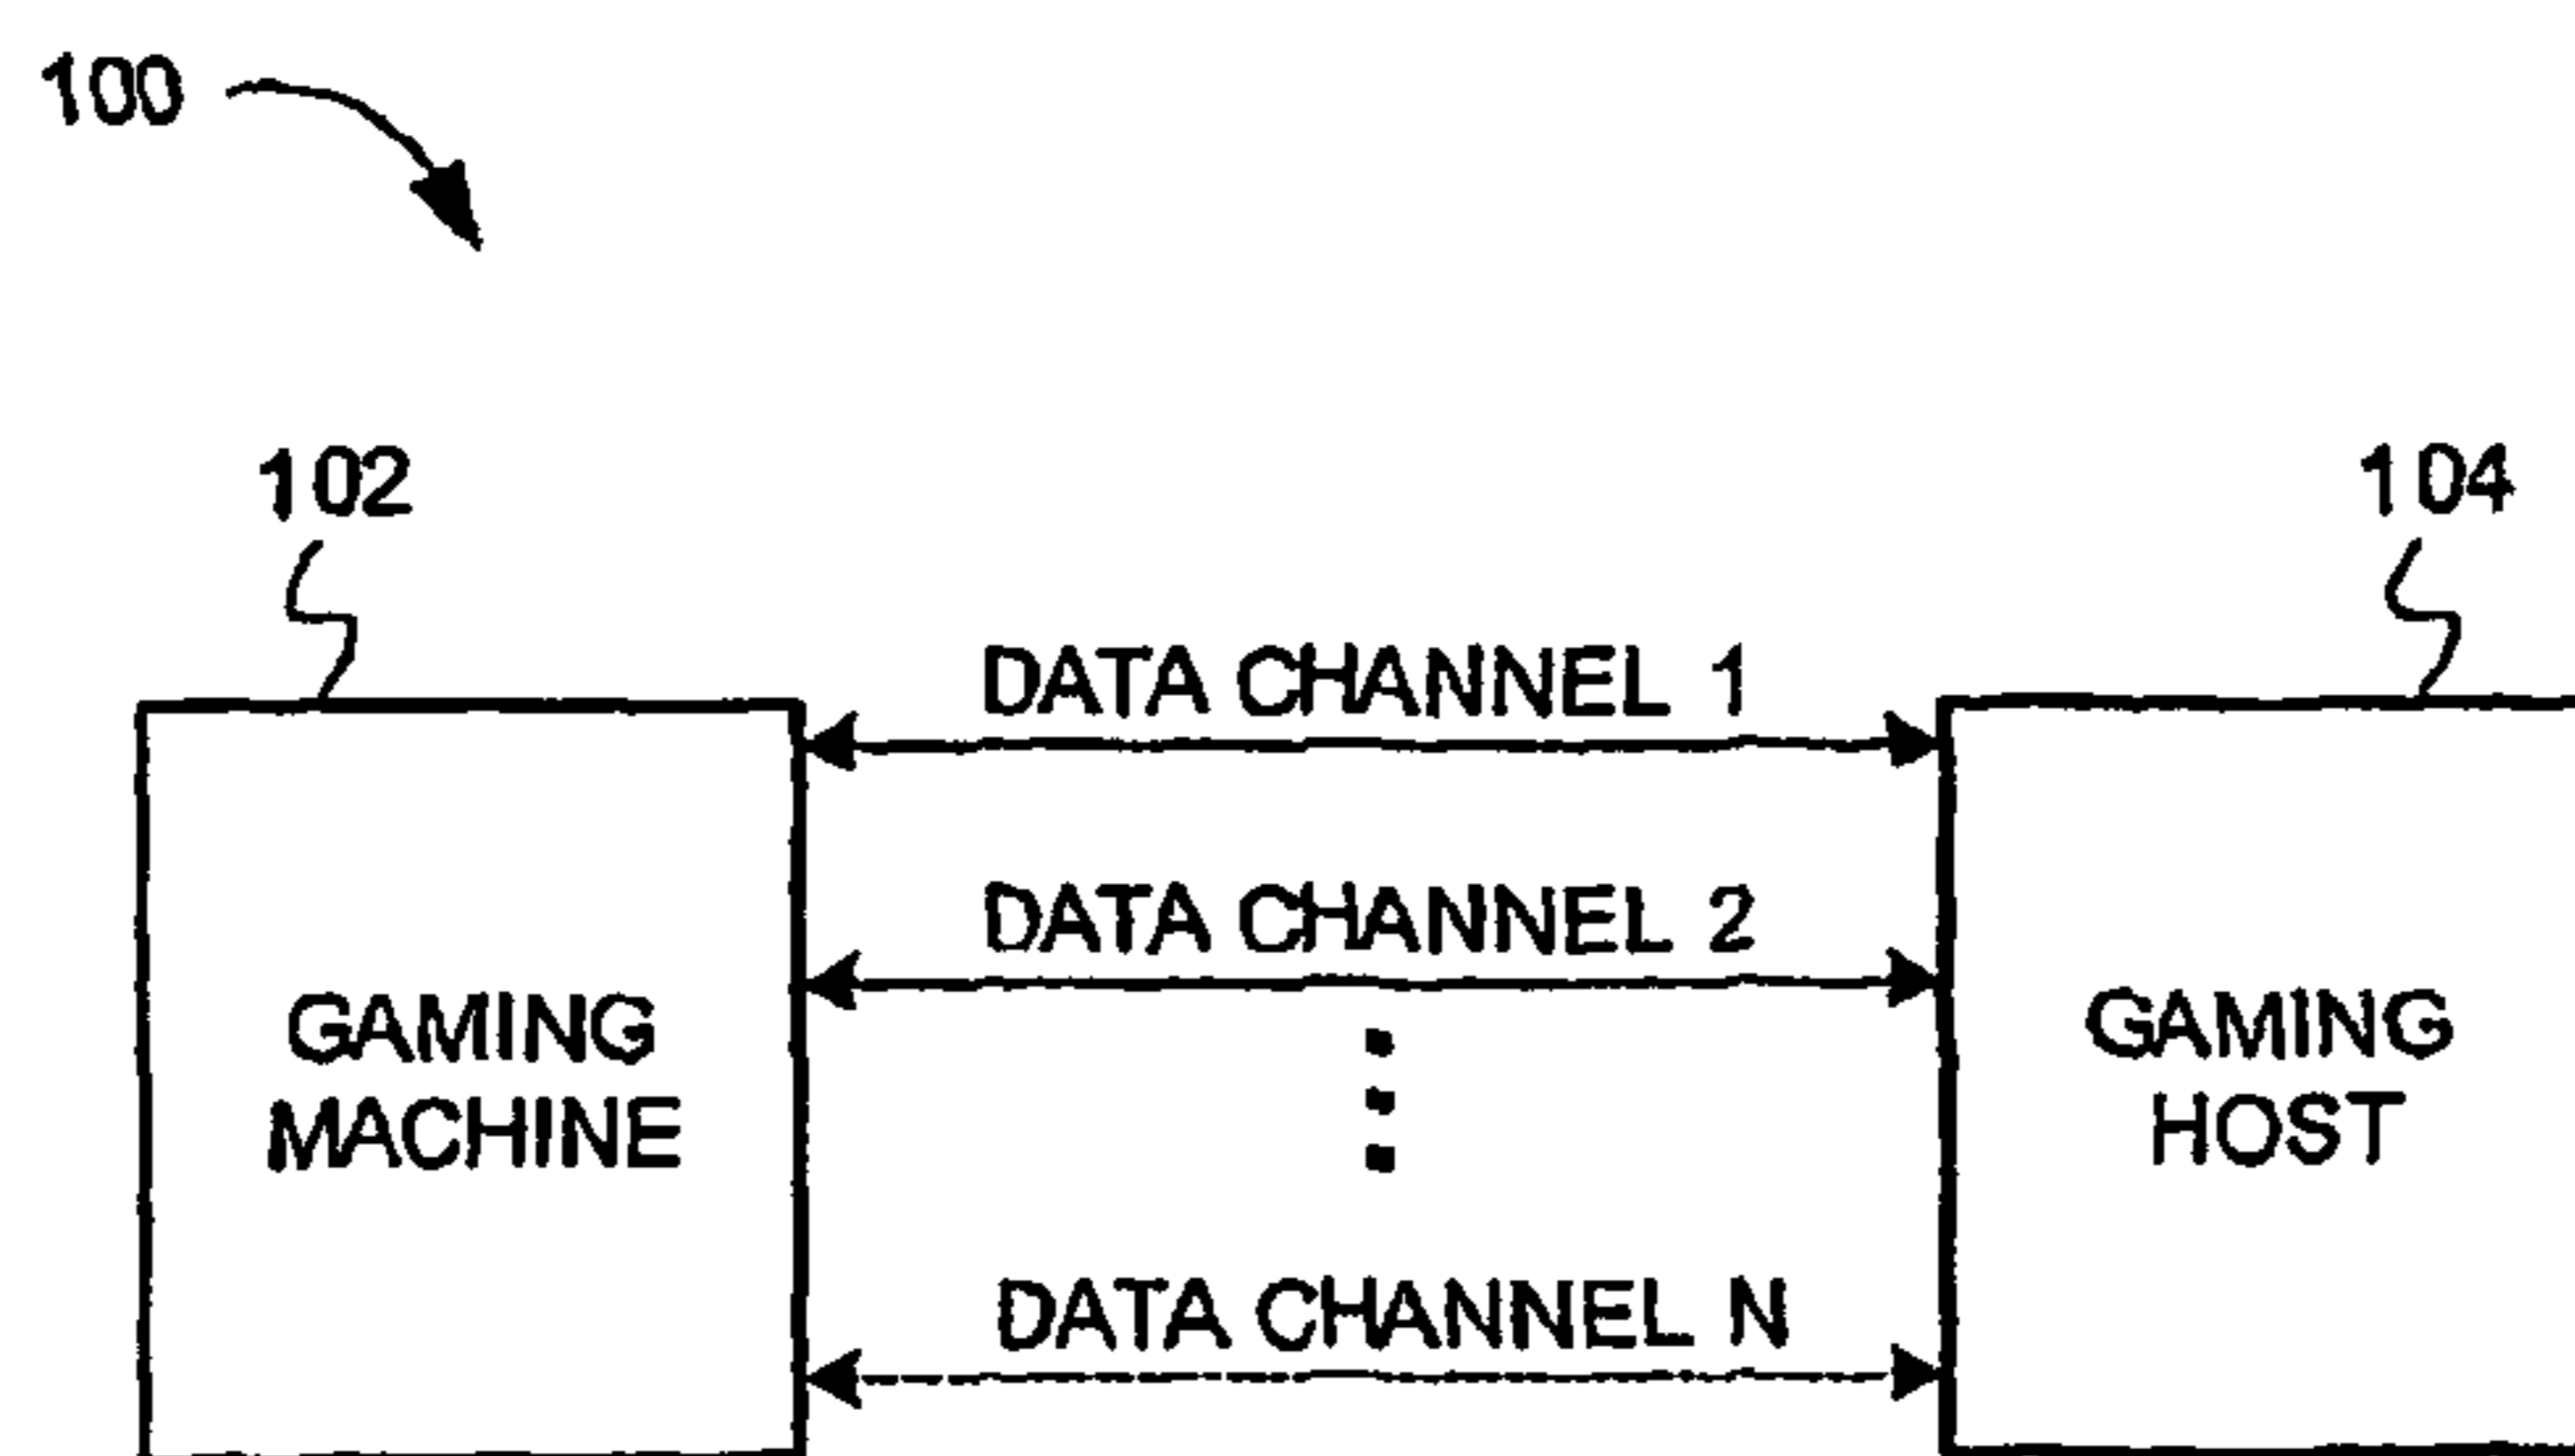 100
102
104
DATA CHANNEL 1
DATA CHANNEL 2
GAMING
MACHINE
GAMING
HOST
DATA CHANNEL N